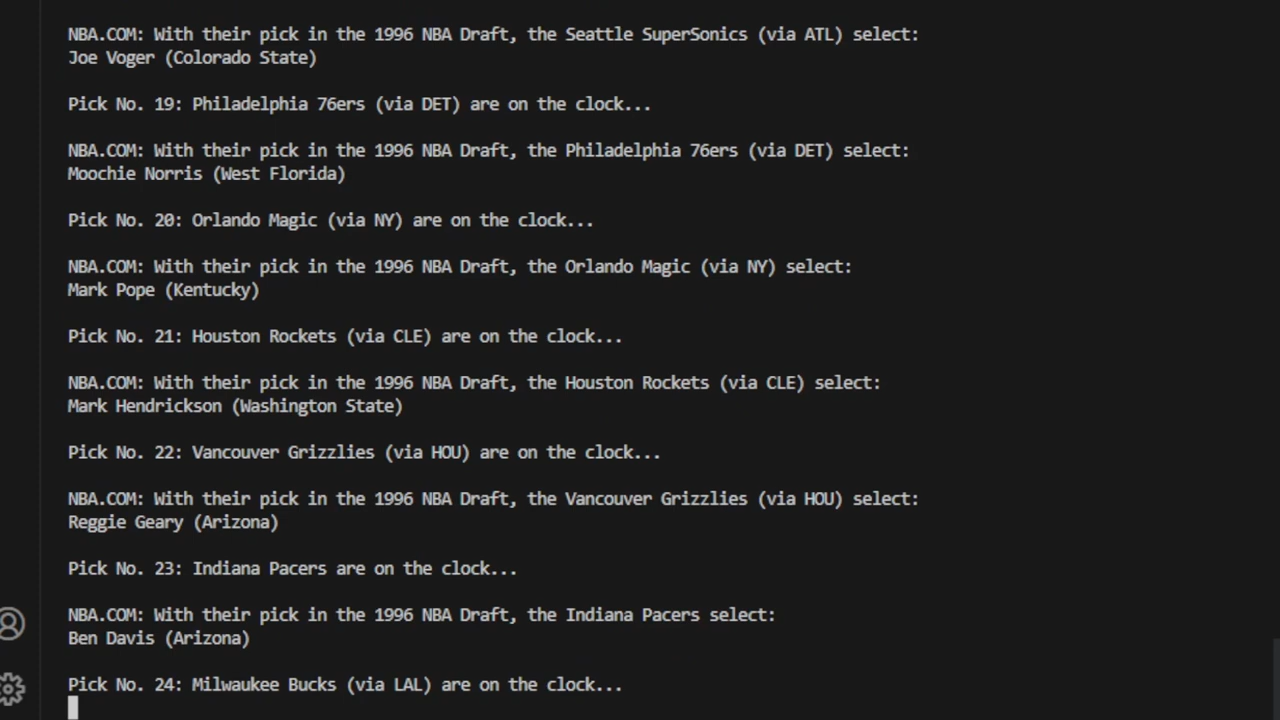 NBA.COM: With their pick in the 1996 NBA Draft, the Seattle SuperSonics (via ATL) select:
Joe Voger (Colorado State)
Pick No. 19: Philadelphia 76ers (via DET) are on the clock...
NBA.COM: With their pick in the 1996 NBA Draft, the Philadelphia 76ers (via DET) select:
Moochie Norris (West Florida)
Pick No. 20: Orlando Magic (via NY) are on the clock...
NBA.COM: With their pick in the 1996 NBA Draft, the Orlando Magic (via NY) select:
Mark Pope (Kentucky)
Pick No. 21: Houston Rockets (via CLE) are on the clock...
NBA.COM: With their pick in the 1996 NBA Draft, the Houston Rockets (via CLE) select:
Mark Hendrickson (Washington State)
Pick No. 22: Vancouver Grizzlies (via HOU) are on the clock...
NBA.COM: With their pick in the 1996 NBA Draft, the Vancouver Grizzlies (via HOU) select:
Reggie Geary (Arizona)
Pick No. 23: Indiana Pacers are on the clock...
NBA.COM: With their pick in the 1996 NBA Draft, the Indiana Pacers select:
Ben Davis (Arizona)
Pick No. 24: Milwaukee Bucks (via LAL) are on the clock...